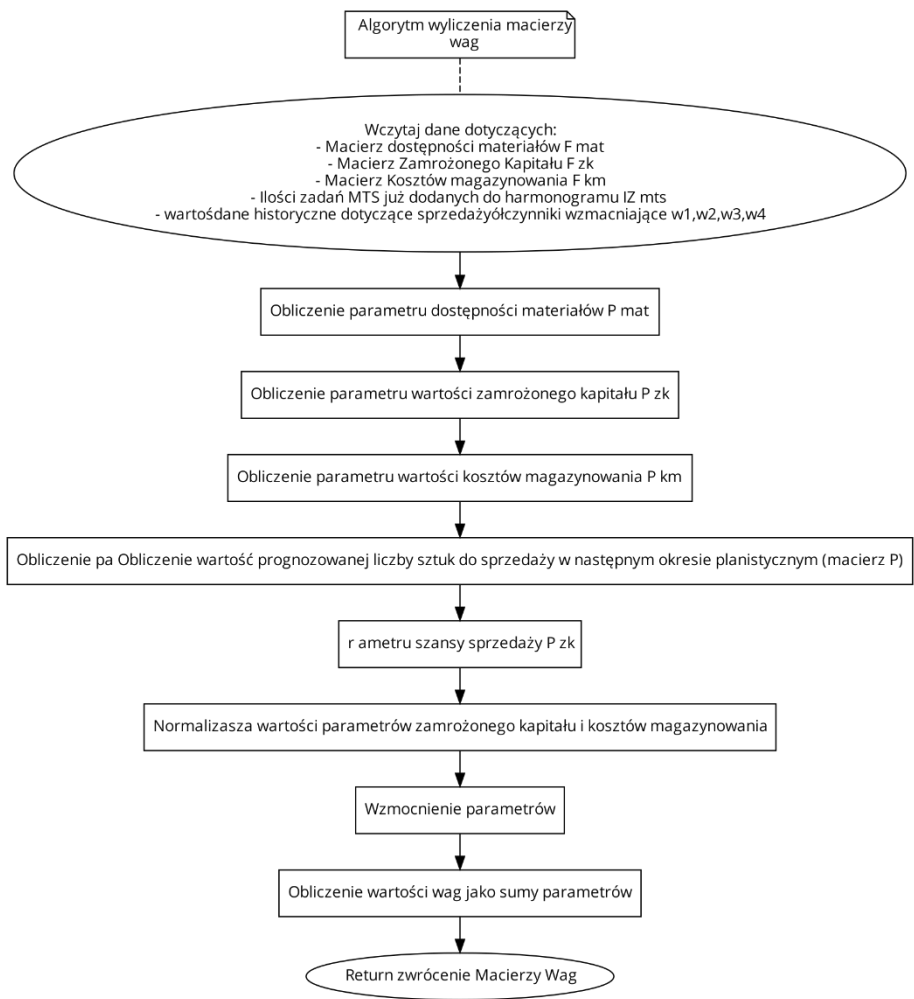 Algorytm wyliczenia macierzy
wag
Wczytaj dane dotyczących:
- Macierz dostępności materiałów F mat
- Macierz Zamrożonego Kapitału F zk
- Macierz Kosztów magazynowania F km
- Ilości zadań MTS już dodanych do harmonogramu IZ mts
- wartośdane historyczne dotyczące sprzedażyółczynniki wzmacniające w1,w2,w3,w4
Obliczenie parametru dostępności materiałów P mat
Obliczenie parametru wartości zamrożonego kapitału P zk
Obliczenie parametru wartości kosztów magazynowania P km
Obliczenie pa Obliczenie wartość prognozowanej liczby sztuk do sprzedaży w następnym okresie planistycznym (macierz P)
r ametru szansy sprzedaży P zk
Normalizasza wartości parametrów zamrożonego kapitału i kosztów magazynowania
Wzmocnienie parametrów
Obliczenie wartości wag jako sumy parametrów
Return zwrócenie Macierzy Wag